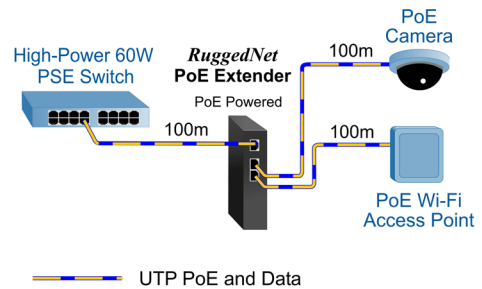 High-Power 60W
PSE Switch
100m
RuggedNet
PoE Extender
PoE Powered
100m
PoE
Camera
100m
PoE Wi-Fi
Access Point
UTP PoE and Data